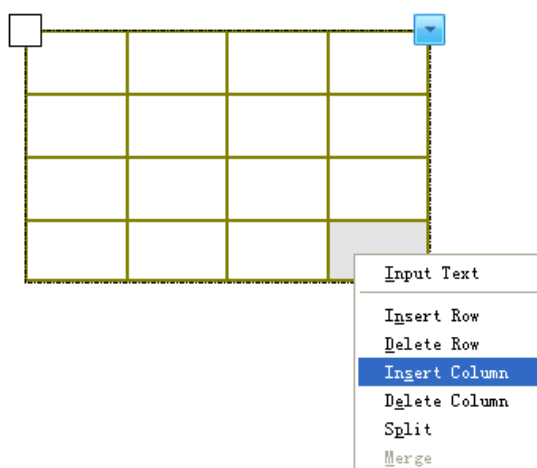 Input Text
Insert Row
Delete Row
Insert Column
Delete Column
Split
Merge